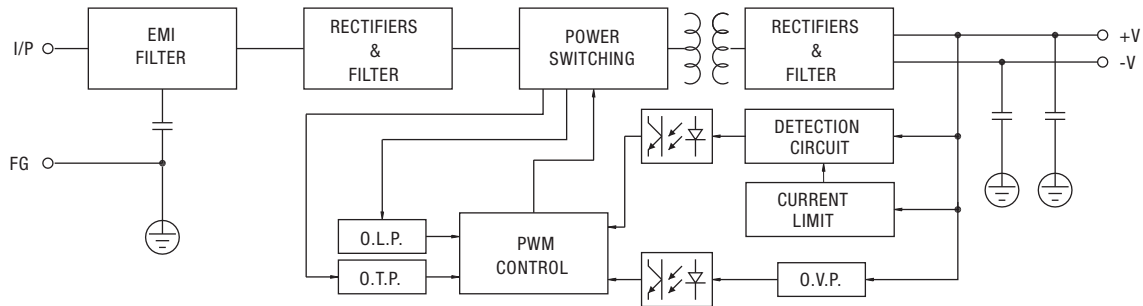 I/P
EMI
FILTER
RECTIFIERS
&
FILTER
POWER
SWITCHING
RECTIFIERS
&
FILTER
+V
-V
FG
DETECTION
CIRCUIT
CURRENT
LIMIT
O.L.P.
O.T.P.
PWM
CONTROL
O.V.P.